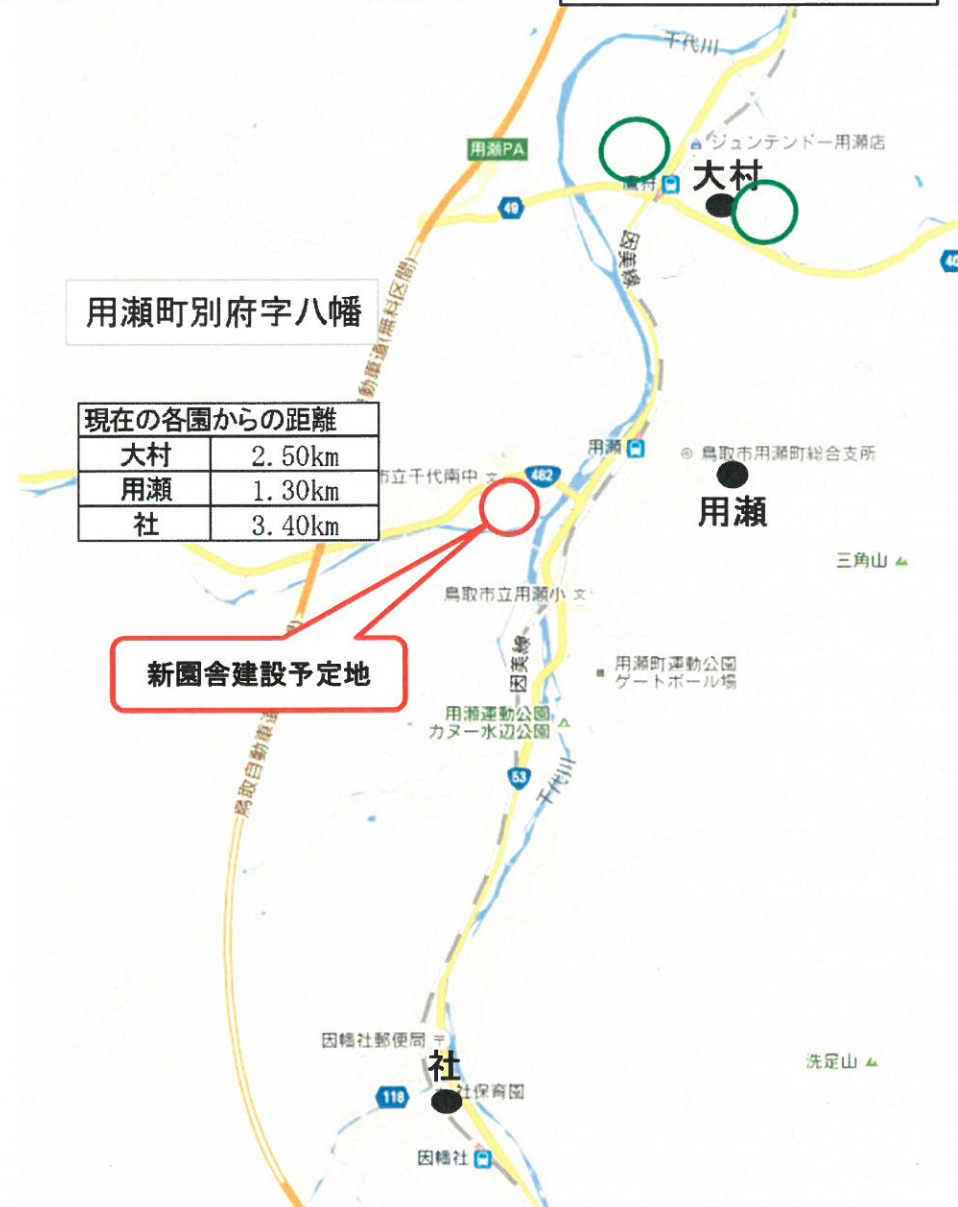 千代川
ジュンテンドー用瀬店
用瀬PA
鷹狩
大村
49
因美線
用瀬町別府字八幡
動車道(無料区間)
現在の各園からの距離
大村 2.50km
用瀬 1.30km
社 3.40km
市立千代南中
482
用瀬
鳥取市用瀬町総合支所
用瀬
三角山
鳥取市立用瀬小
新園舎建設予定地
因美線
用瀬町運動公園
ゲートボール場
用瀬運動公園
カヌー水辺公園
53
千代川
鳥取自動車道
因幡社郵便局
社
社保育園
118
洗足山
因幡社